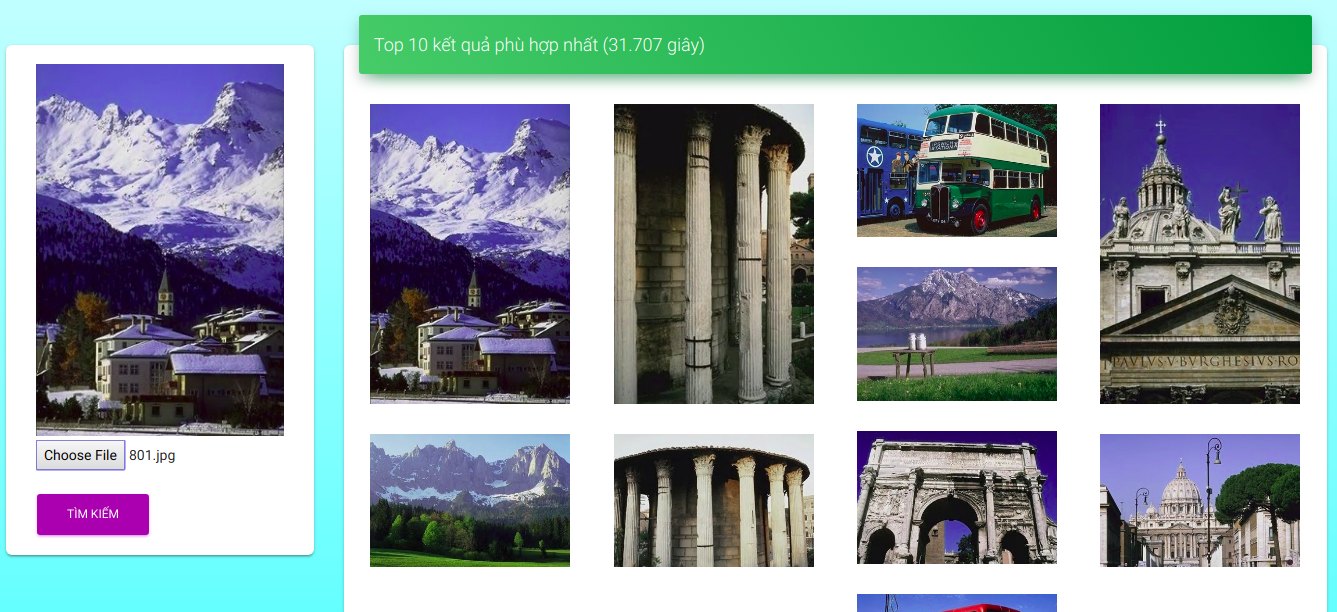 Top 10 kết quả phù hợp nhất (31.707 giây)
Choose File 801.jpg
TÌM KIẾM
PAVLVS·V·BVRGHESIVS·RO